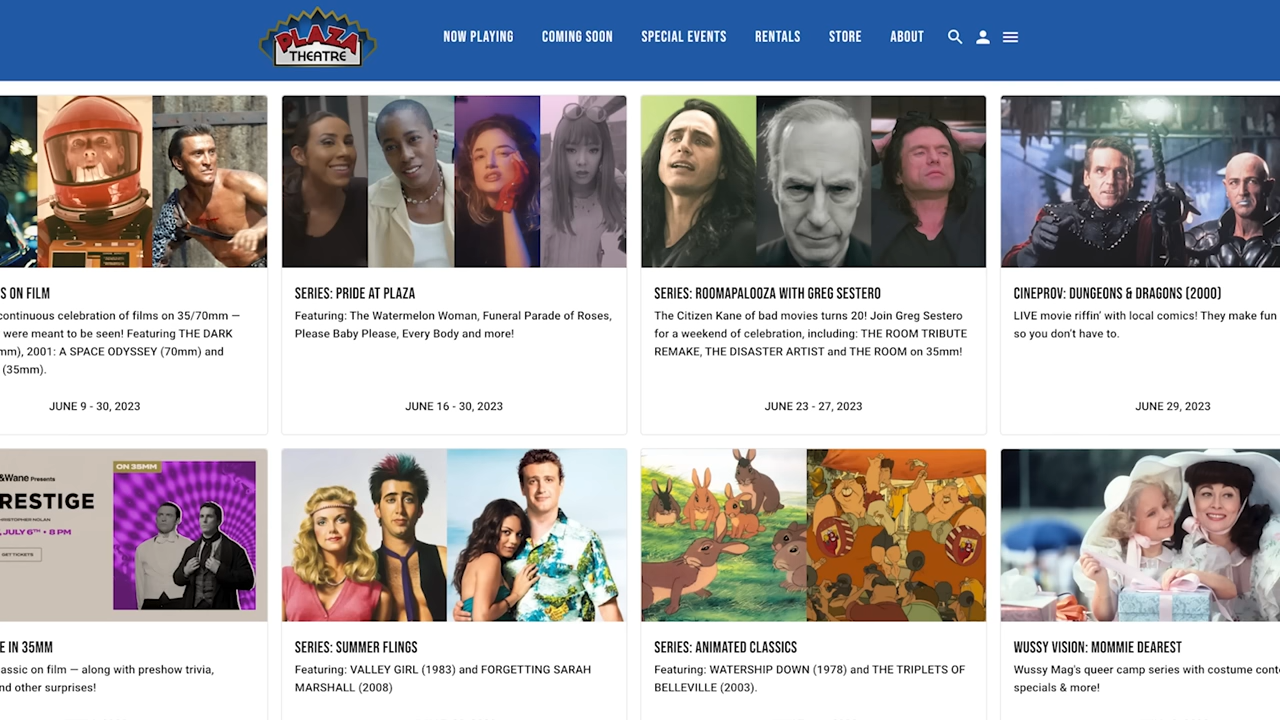 PLAZA
THEATRE
NOW PLAYING
COMING SOON
SPECIAL EVENTS
RENTALS
STORE
ABOUT
S ON FILM
continuous celebration of films on 35/70mm —
were meant to be seen! Featuring THE DARK
mm), 2001: A SPACE ODYSSEY (70mm) and
(35mm).
JUNE 9 - 30, 2023
SERIES: PRIDE AT PLAZA
Featuring: The Watermelon Woman, Funeral Parade of Roses,
Please Baby Please, Every Body and more!
JUNE 16 - 30, 2023
SERIES: ROOMAPALOOZA WITH GREG SESTERO
The Citizen Kane of bad movies turns 20! Join Greg Sestero
for a weekend of celebration, including: THE ROOM TRIBUTE
REMAKE, THE DISASTER ARTIST and THE ROOM on 35mm!
JUNE 23 - 27, 2023
CINEPROV: DUNGEONS & DRAGONS (2000)
LIVE movie riffin' with local comics! They make fun
so you don't have to.
JUNE 29, 2023
&Wane Presents
RESTIGE
CHRISTOPHER NOLAN
, JULY 6TH • 8 PM
GET TICKETS
ON 35MM
E IN 35MM
assic on film — along with preshow trivia,
nd other surprises!
SERIES: SUMMER FLINGS
Featuring: VALLEY GIRL (1983) and FORGETTING SARAH
MARSHALL (2008)
SERIES: ANIMATED CLASSICS
Featuring: WATERSHIP DOWN (1978) and THE TRIPLETS OF
BELLEVILLE (2003).
WUSSY VISION: MOMMIE DEAREST
Wussy Mag's queer camp series with costume cont
specials & more!